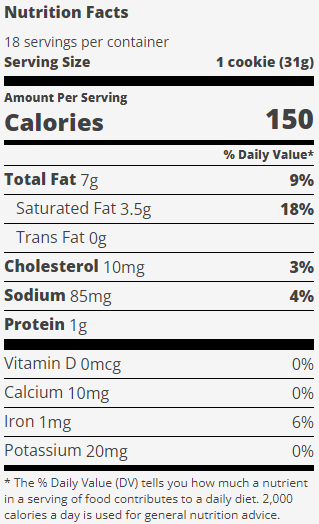 Nutrition Facts
18 servings per container
Serving Size 1 cookie (31g)
Amount Per Serving
Calories 150
% Daily Value*
Total Fat 7g 9%
Saturated Fat 3.5g 18%
Trans Fat 0g
Cholesterol 10mg 3%
Sodium 85mg 4%
Protein 1g
Vitamin D 0mcg 0%
Calcium 10mg 0%
Iron 1mg 6%
Potassium 20mg 0%
* The % Daily Value (DV) tells you how much a nutrient
in a serving of food contributes to a daily diet. 2,000
calories a day is used for general nutrition advice.